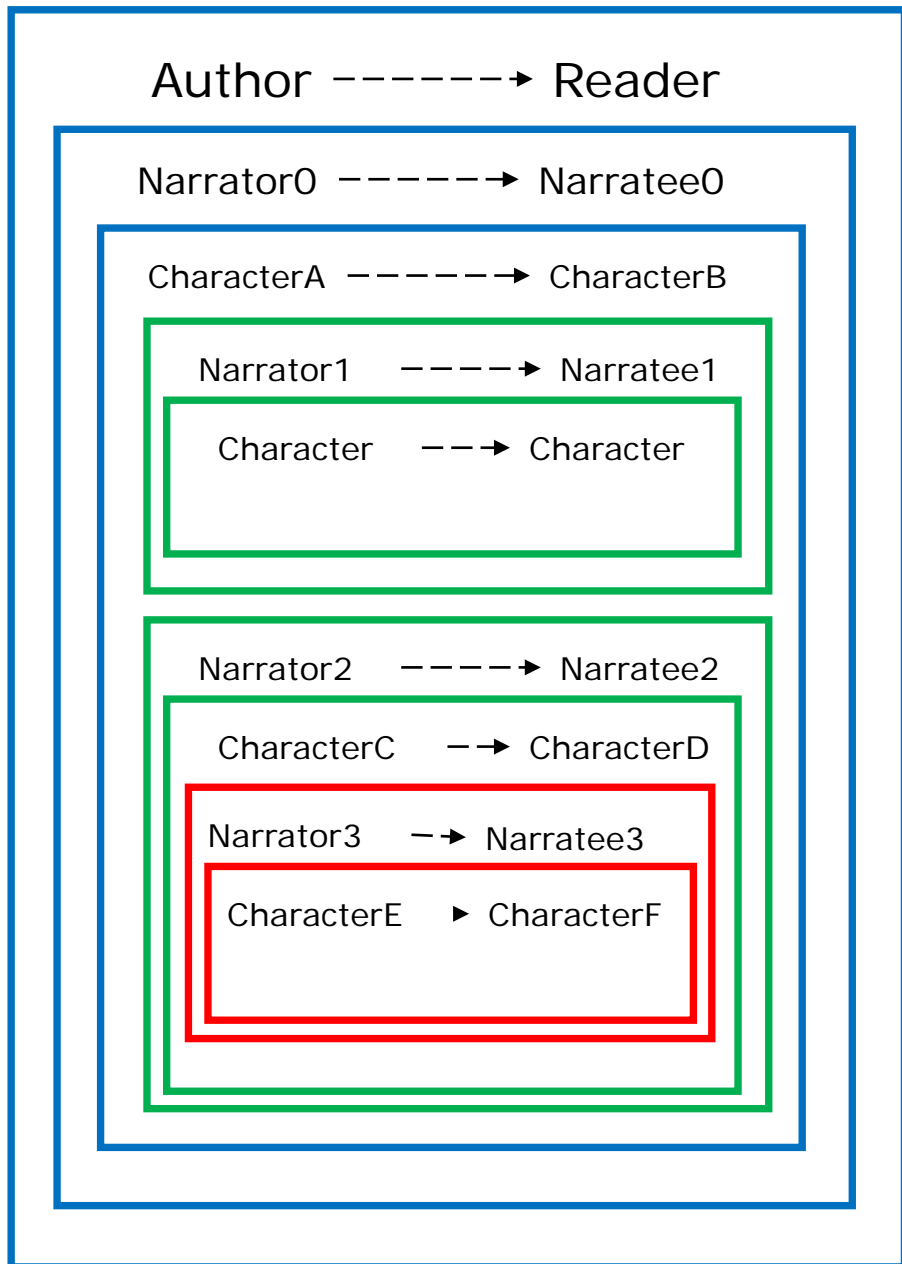 Author Reader
Narrator0 Narratee0
CharacterA CharacterB
Narrator1 Narratee1
Character Character
Narrator2 Narratee2
CharacterC CharacterD
Narrator3 Narratee3
CharacterE CharacterF